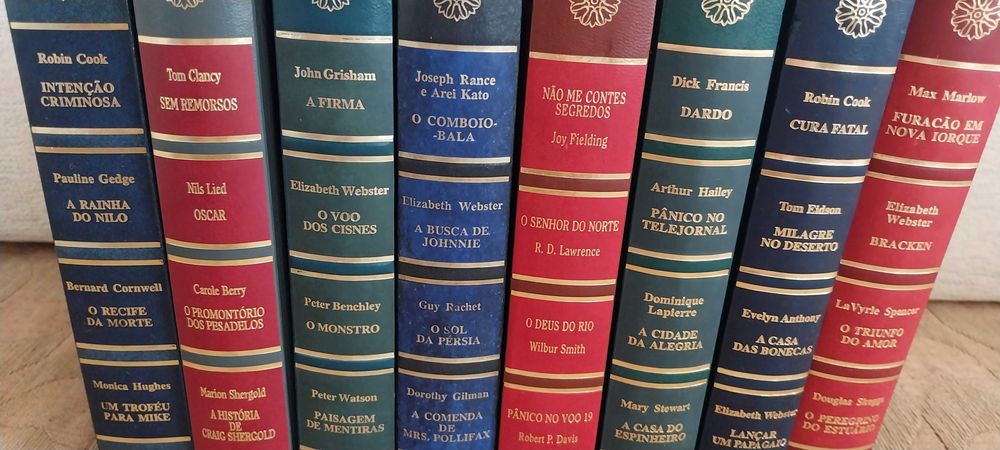 Robin Cook
INTENÇÃO
CRIMINOSA
Pauline Gedge
A RAINHA
DO NILO
Bernard Cornwell
O RECIFE
DA MORTE
Monica Hughes
UM TROFÉU
PARA MIKE
Tom Clancy
SEM REMORSOS
Nils Lied
OSCAR
Carole Berry
O PROMONTÓRIO
DOS PESADELOS
Marion Shergold
A HISTÓRIA
DE
CRAIG SHERGOLD
John Grisham
A FIRMA
Elizabeth Webster
O VOO
DOS CISNES
Peter Benchley
O MONSTRO
Peter Watson
PAISAGEM
DE MENTIRAS
Joseph Rance
e Arei Kato
O COMBOIO-
-BALA
Elizabeth Webster
A BUSCA DE
JOHNNIE
Guy Rachet
O SOL
DA PÉRSIA
Dorothy Gilman
A COMENDA
DE
MRS. POLLIFAX
NÃO ME CONTES
SEGREDOS
Joy Fielding
O SENHOR DO NORTE
R. D. Lawrence
O DEUS DO RIO
Wilbur Smith
PÂNICO NO VOO 19
Robert P. Davis
Dick Francis
DARDO
Arthur Hailey
PÂNICO NO
TELEJORNAL
Dominique
Lapierre
A CIDADE
DA ALEGRIA
Mary Stewart
A CASA DO
ESPINHEIRO
Robin Cook
CURA FATAL
Tom Eidson
MILAGRE
NO DESERTO
Evelyn Anthony
A CASA
DAS BONECAS
Elizabeth Webster
LANÇAR
UM PAPAGAIO
Max Marlow
FURACÃO EM
NOVA IORQUE
Elizabeth
Webster
BRACKEN
LaVyrle Spencer
O TRIUNFO
DO AMOR
Douglas Skeggs
O PEREGRINO
DO ESTUÁRIO